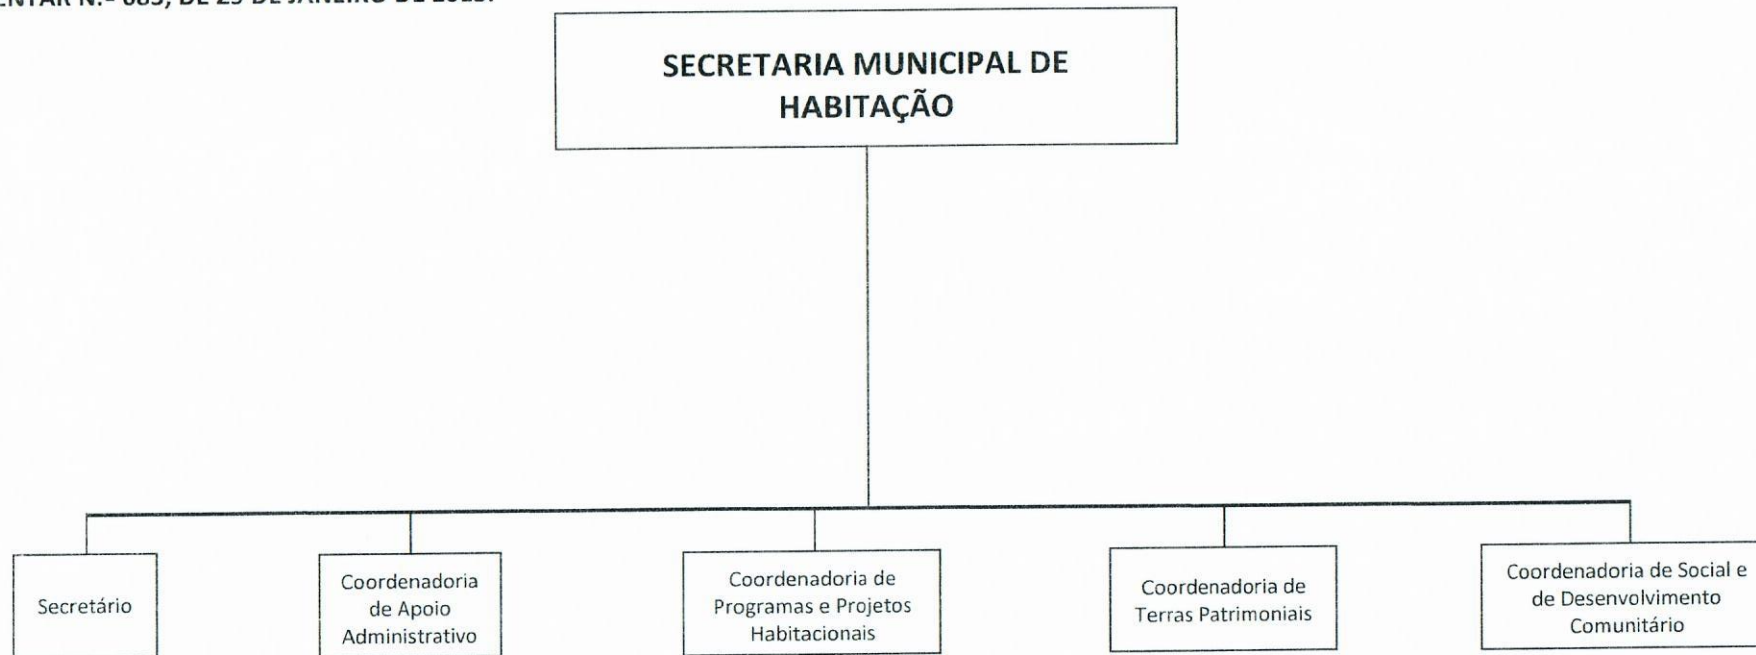 SECRETARIA MUNICIPAL DE
HABITAÇÃO
Secretário
Coordenadoria
de Apoio
Administrativo
Coordenadoria de
Programas e Projetos
Habitacionais
Coordenadoria de
Terras Patrimoniais
Coordenadoria de Social e
de Desenvolvimento
Comunitário